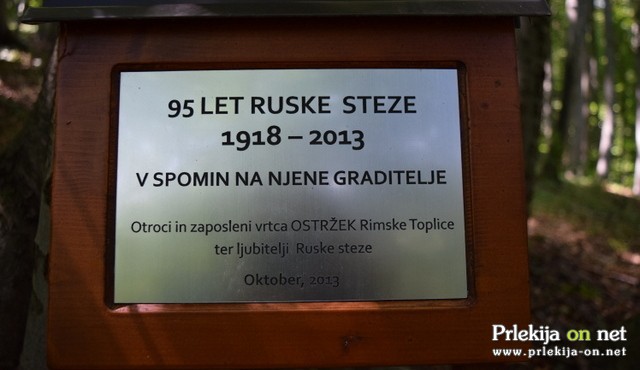 95 LET RUSKE STEZE
1918 – 2013
V SPOMIN NA NJENE GRADITELJE
Otroci in zaposleni vrtca OSTRŽEK Rimske Toplice
ter ljubitelji Ruske steze
Oktober, 2013
Prlekija on net
www.prlekija-on.net